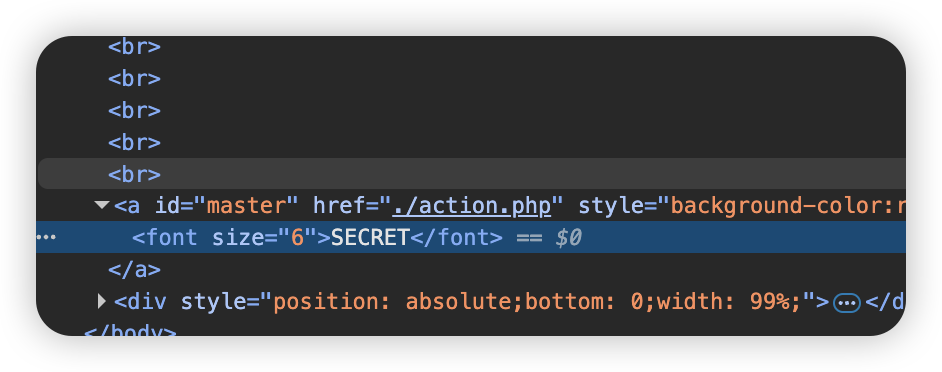 <br>
<br>
<br>
<br>
<br>
<a id="master" href="./action.php" style="background-color:r
<font size="6">SECRET</font> == $0
</a>
<div style="position: absolute;bottom: 0;width: 99%;">…</d
</body>